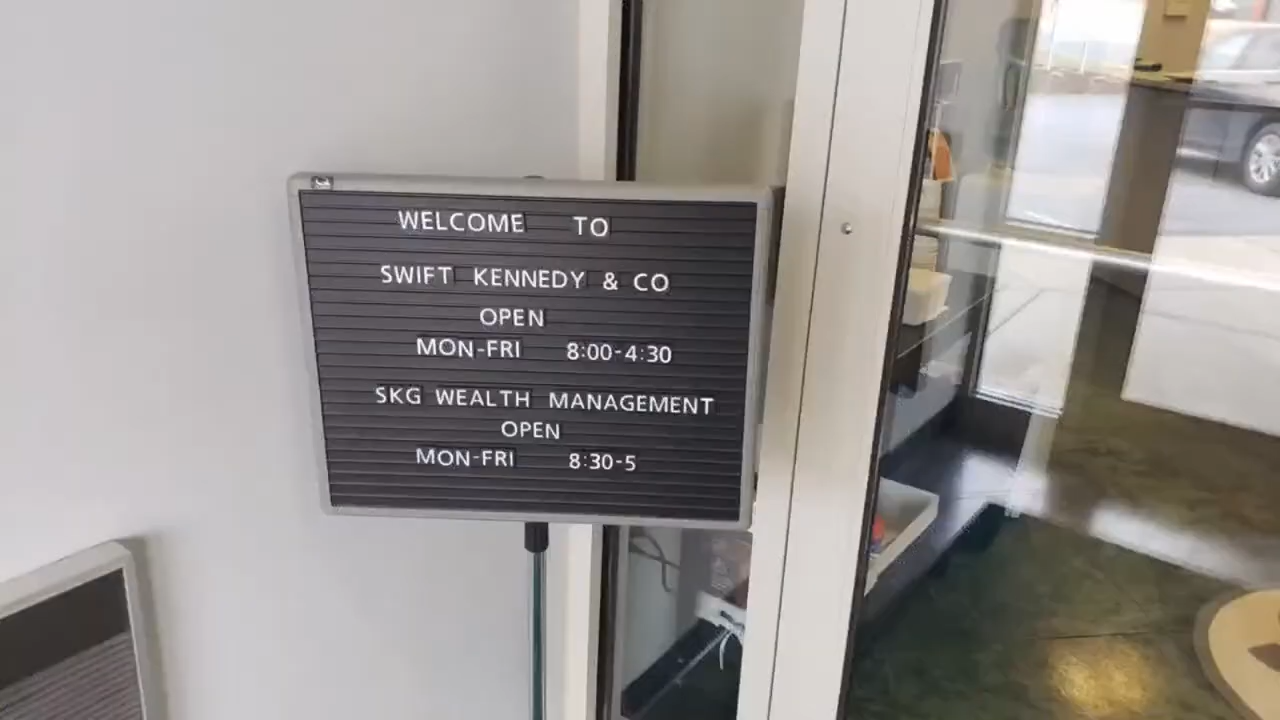 WELCOME TO
SWIFT KENNEDY & CO
OPEN
MON-FRI 8:00-4:30
SKG WEALTH MANAGEMENT
OPEN
MON-FRI 8:30-5